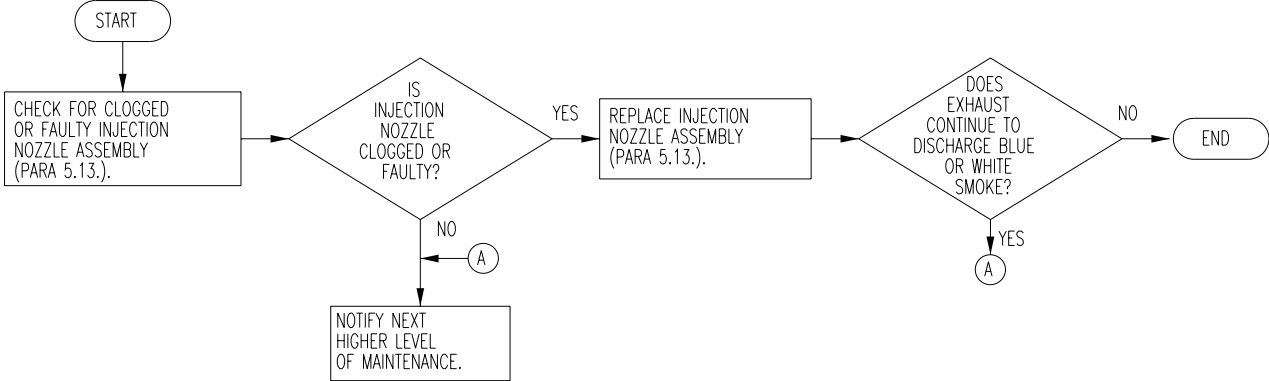 START
CHECK FOR CLOGGED
OR FAULTY INJECTION
NOZZLE ASSEMBLY
(PARA 5.13.).
IS
INJECTION
NOZZLE
CLOGGED OR
FAULTY?
YES
NO
A
NOTIFY NEXT
HIGHER LEVEL
OF MAINTENANCE.
REPLACE INJECTION
NOZZLE ASSEMBLY
(PARA 5.13.).
DOES
EXHAUST
CONTINUE TO
DISCHARGE BLUE
OR WHITE
SMOKE?
NO
END
YES
A